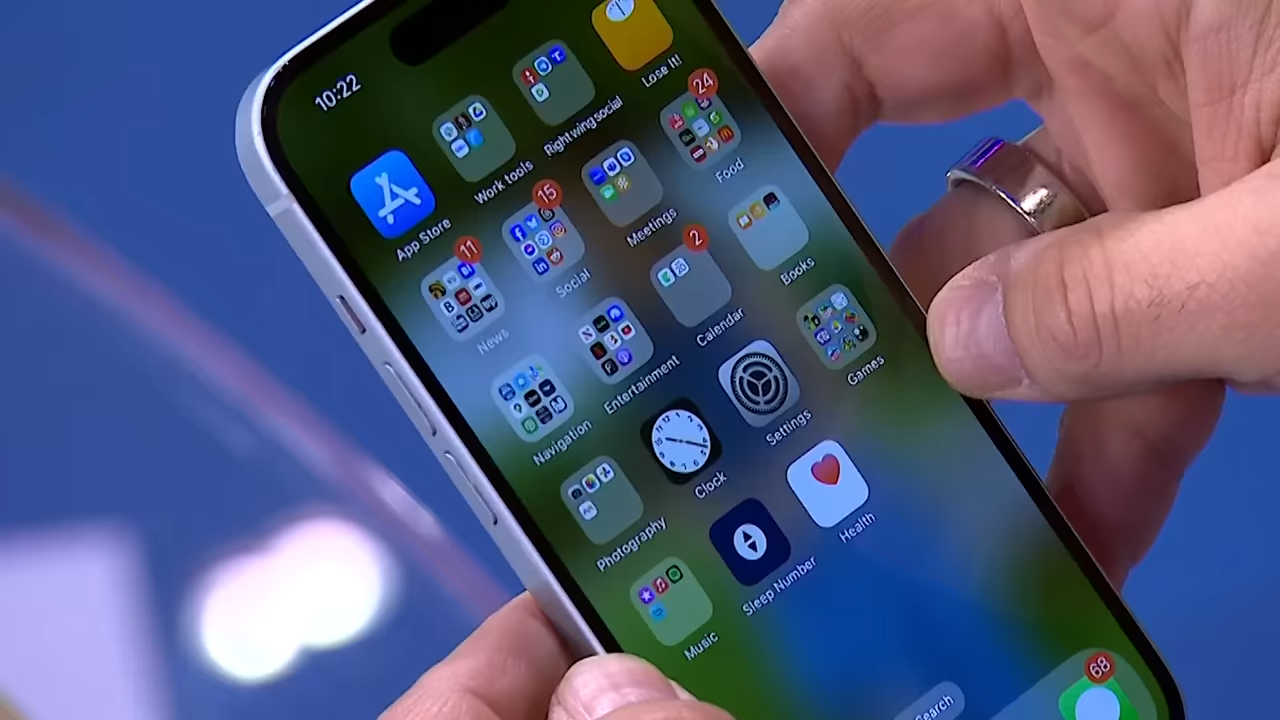 10:22
App Store
Work tools
Right wing social
Lose It!
News
11
Social
15
Meetings
Food
24
Navigation
Entertainment
Calendar
2
Books
Photography
Clock
Settings
Games
Music
Sleep Number
Health
Search
68